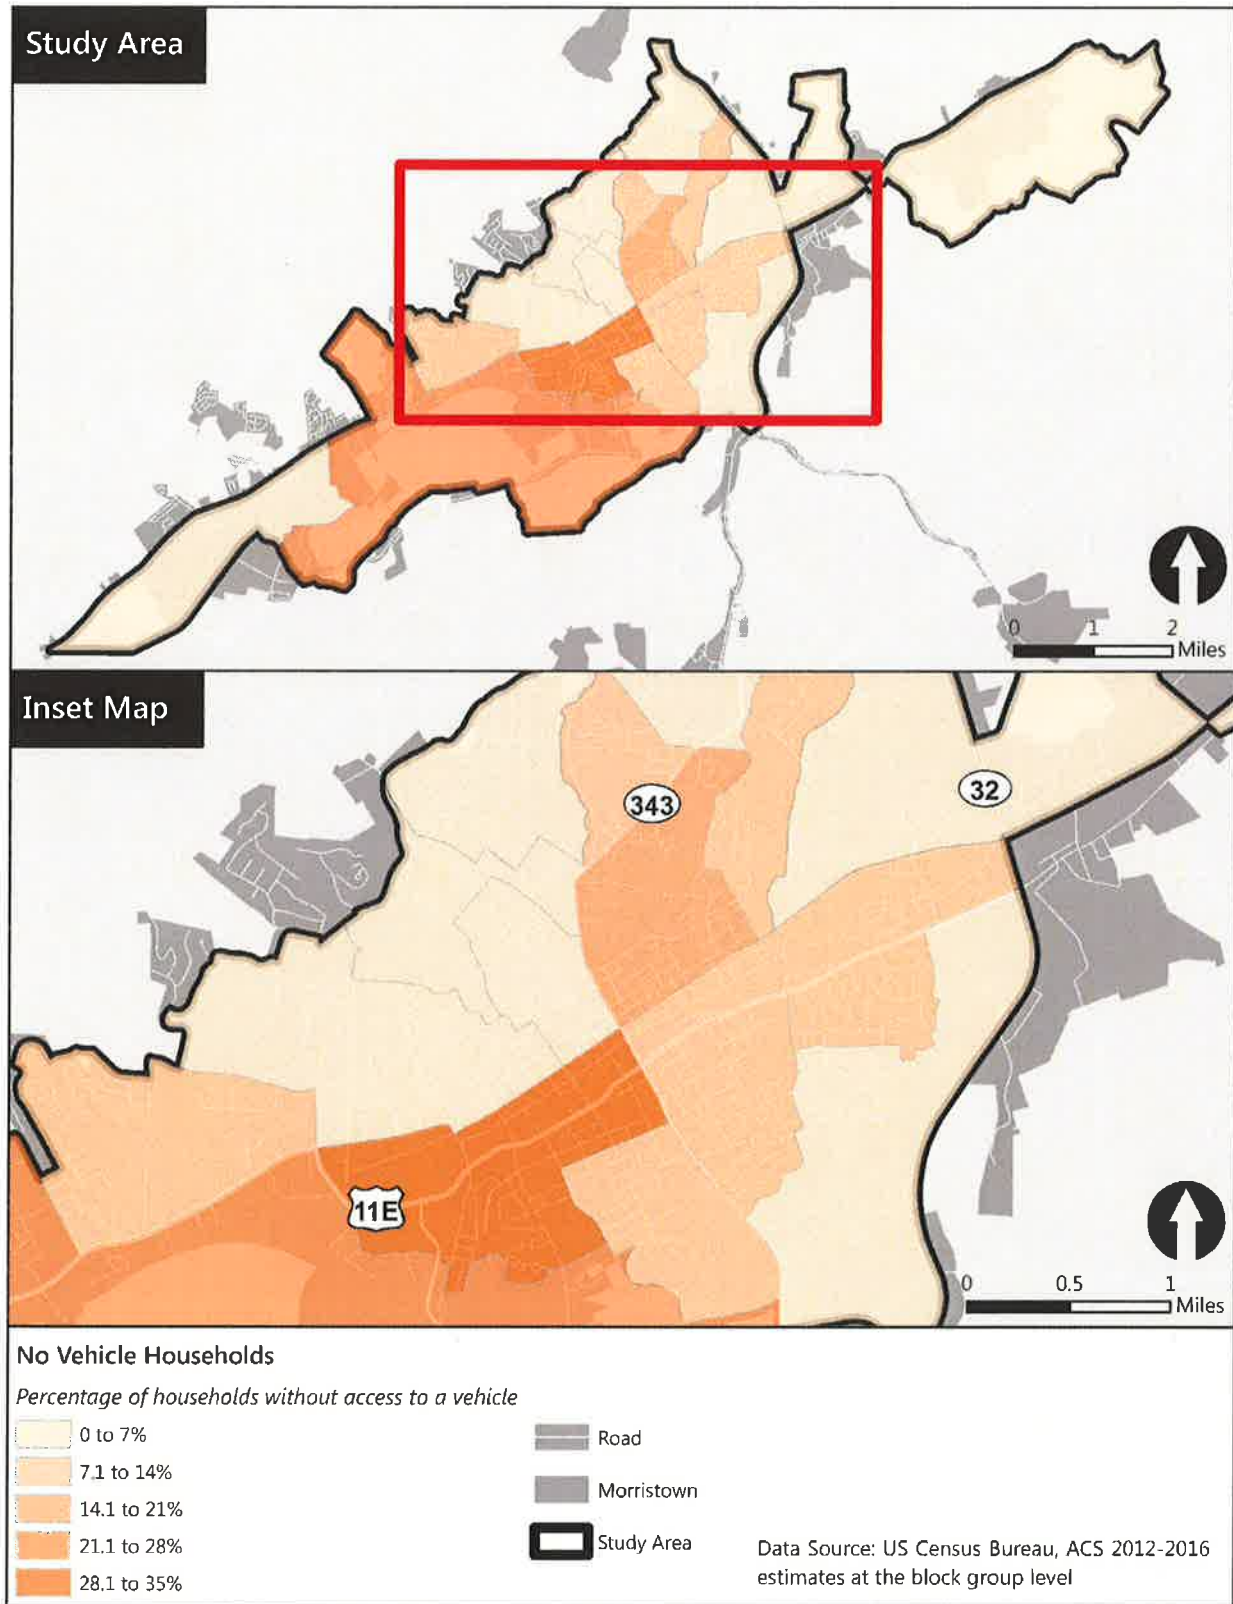 Study Area
0 1 2
Miles
Inset Map
343
32
11E
0 0.5 1
Miles
No Vehicle Households
Percentage of households without access to a vehicle
0 to 7%
7.1 to 14%
14.1 to 21%
21.1 to 28%
28.1 to 35%
Road
Morristown
Study Area
Data Source: US Census Bureau, ACS 2012-2016
estimates at the block group level